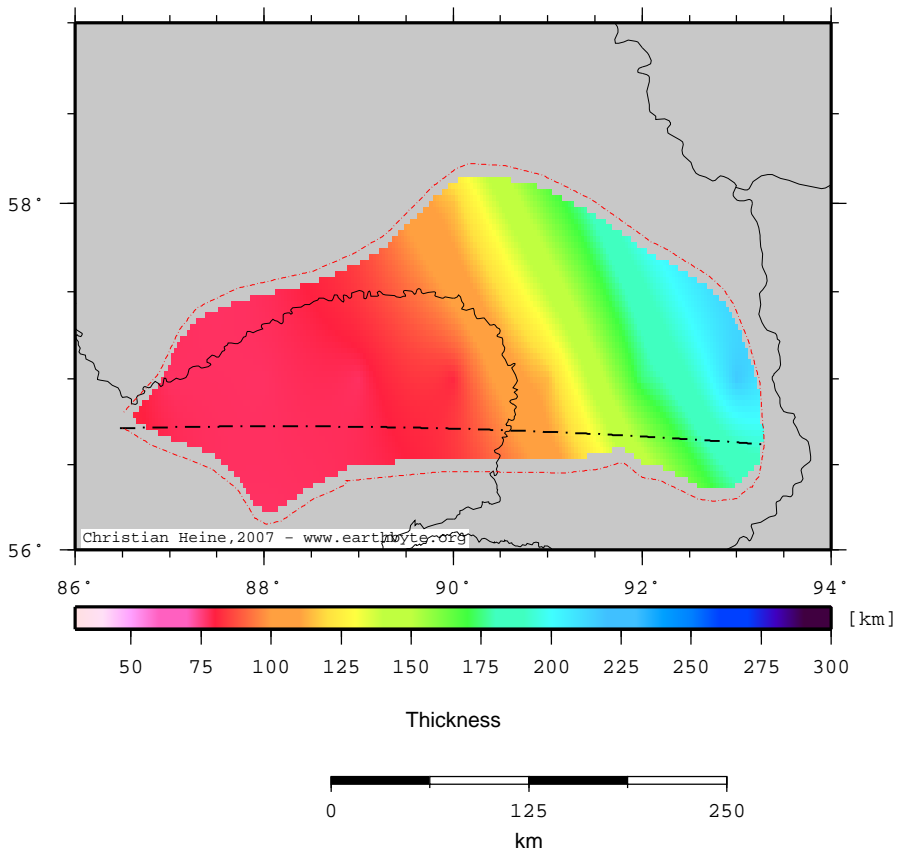 58°
56°
Christian Heine,2007 - www.earthbyte.org
86° 88° 90° 92° 94°
[km]
50 75 100 125 150 175 200 225 250 275 300
Thickness
0 125 250
km